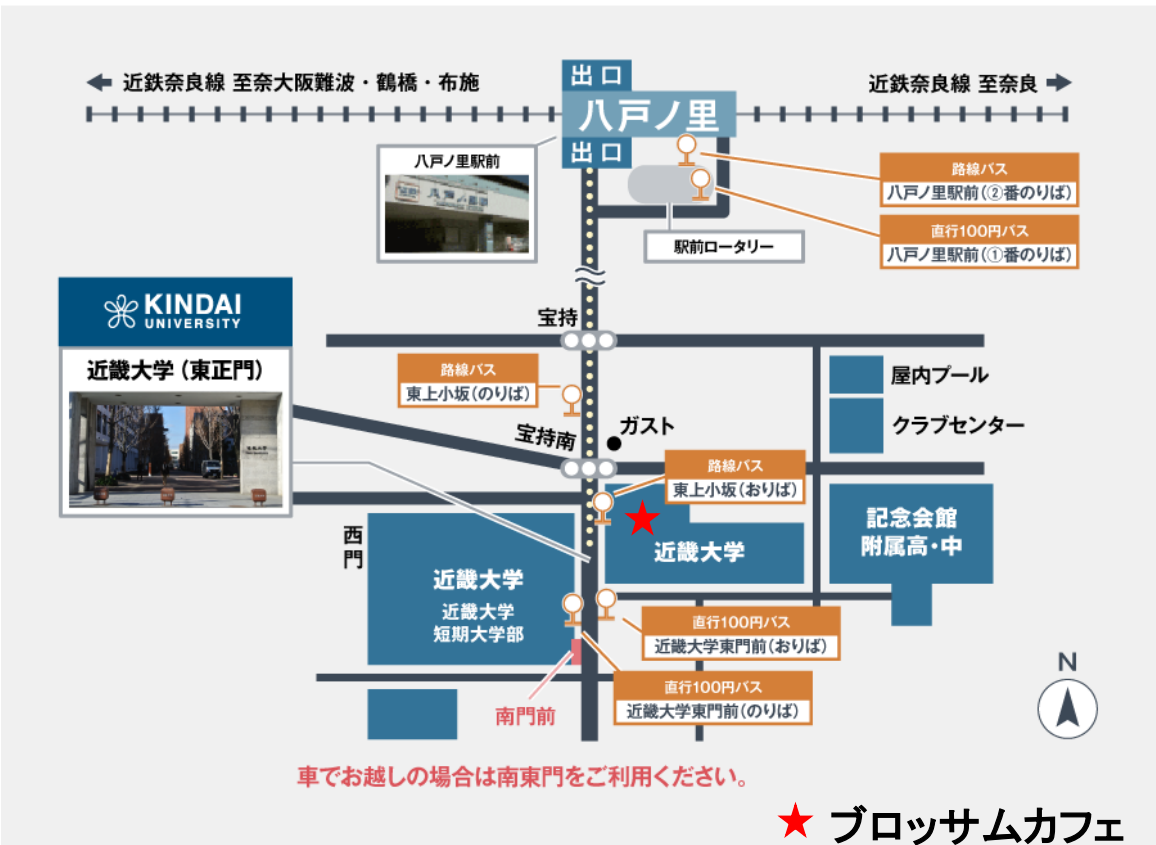 近鉄奈良線 至奈大阪難波・鶴橋・布施
出口
八戸ノ里
出口
近鉄奈良線 至奈良
八戸ノ里駅前
路線バス
八戸ノ里駅前(②番のりば)
直行100円バス
八戸ノ里駅前(①番のりば)
駅前ロータリー
KINDAI
UNIVERSITY
近畿大学(東正門)
宝持
路線バス
東上小坂(のりば)
屋内プール
クラブセンター
宝持南
ガスト
路線バス
東上小坂(おりば)
西門
近畿大学
近畿大学
短期大学部
近畿大学
記念会館
附属高・中
直行100円バス
近畿大学東門前(おりば)
直行100円バス
近畿大学東門前(のりば)
南門前
N
車でお越しの場合は南東門をご利用ください。
★ ブロッサムカフェ